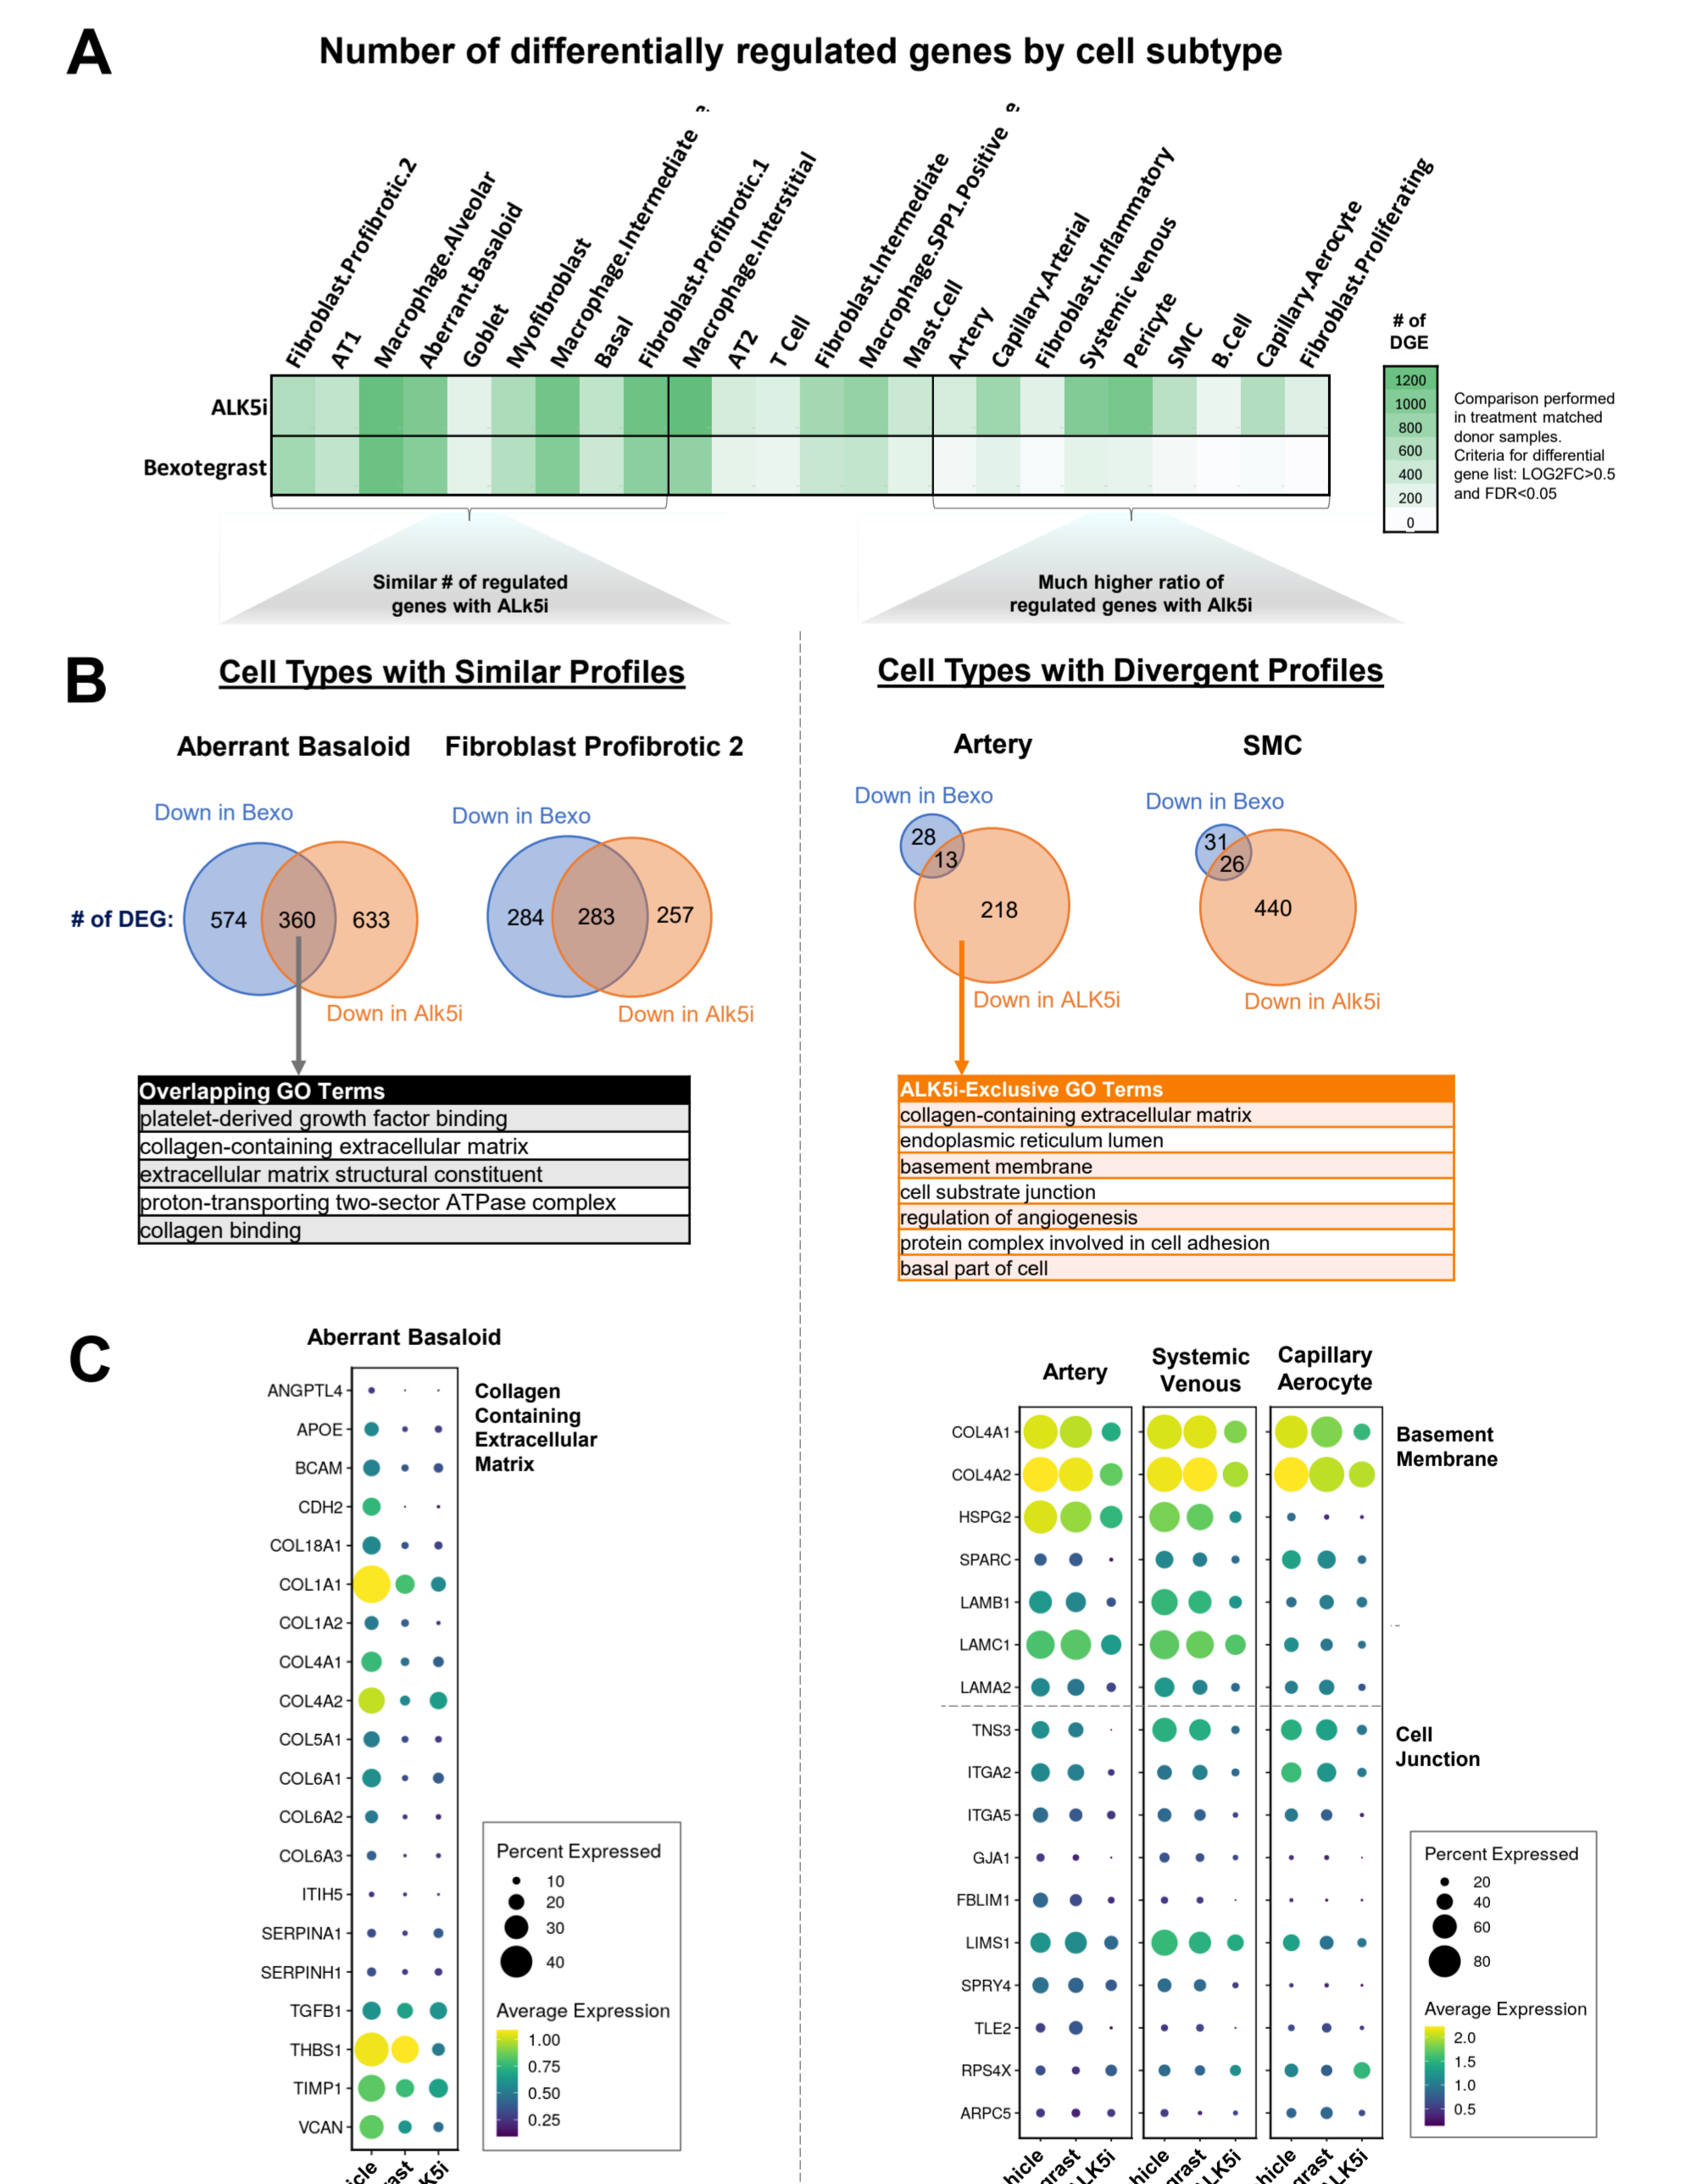 A
Number of differentially regulated genes by cell subtype
Fibroblast.Profibrotic.2
AT1
Macrophage.Alveolar
Aberrant.Basaloid
Goblet
Myofibroblast
Macrophage.Intermediate
Basal
Fibroblast.Profibrotic.1
Macrophage.Interstitial
AT2
T Cell
Fibroblast.Intermediate
Macrophage.SPP1.Positive
Mast.Cell
Artery
Capillary.Arterial
Fibroblast.Inflammatory
Systemic venous
Pericyte
SMC
B.Cell
Capillary.Aerocyte
Fibroblast.Proliferating
ALK5i
Bexotegrast
# of
DGE
1200
1000
800
600
400
200
0
Comparison performed
in treatment matched
donor samples.
Criteria for differential
gene list: LOG2FC>0.5
and FDR<0.05
Similar # of regulated
genes with ALk5i
Much higher ratio of
regulated genes with Alk5i
B
Cell Types with Similar Profiles
Aberrant Basaloid
Fibroblast Profibrotic 2
Down in Bexo
Down in Bexo
# of DEG:
574 360 633
284 283 257
Down in Alk5i
Down in Alk5i
Overlapping GO Terms
platelet-derived growth factor binding
collagen-containing extracellular matrix
extracellular matrix structural constituent
proton-transporting two-sector ATPase complex
collagen binding
Cell Types with Divergent Profiles
Artery
SMC
Down in Bexo
Down in Bexo
28
13
218
31
26
440
Down in ALK5i
Down in Alk5i
ALK5i-Exclusive GO Terms
collagen-containing extracellular matrix
endoplasmic reticulum lumen
basement membrane
cell substrate junction
regulation of angiogenesis
protein complex involved in cell adhesion
basal part of cell
C
Aberrant Basaloid
ANGPTL4
APOE
BCAM
CDH2
COL18A1
COL1A1
COL1A2
COL4A1
COL4A2
COL5A1
COL6A1
COL6A2
COL6A3
ITIH5
SERPINA1
SERPINH1
TGFB1
THBS1
TIMP1
VCAN
Collagen
Containing
Extracellular
Matrix
Percent Expressed
10
20
30
40
Average Expression
1.00
0.75
0.50
0.25
Artery
Systemic
Venous
Capillary
Aerocyte
COL4A1
COL4A2
HSPG2
SPARC
LAMB1
LAMC1
LAMA2
TNS3
ITGA2
ITGA5
GJA1
FBLIM1
LIMS1
SPRY4
TLE2
RPS4X
ARPC5
Basement
Membrane
Cell
Junction
Percent Expressed
20
40
60
80
Average Expression
2.0
1.5
1.0
0.5